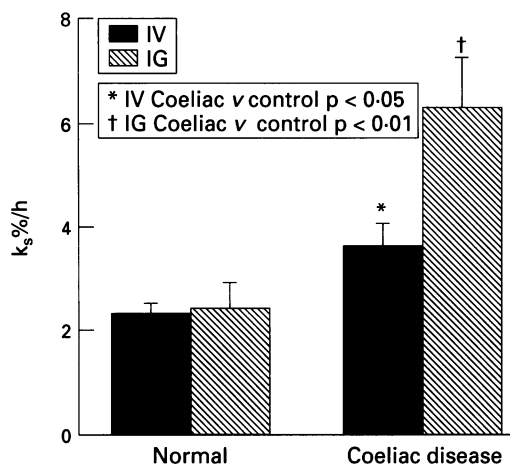 8
6
4
2
0
kₛ%/h
IV
IG
* IV Coeliac v control p < 0·05
† IG Coeliac v control p < 0·01
*
†
Normal
Coeliac disease